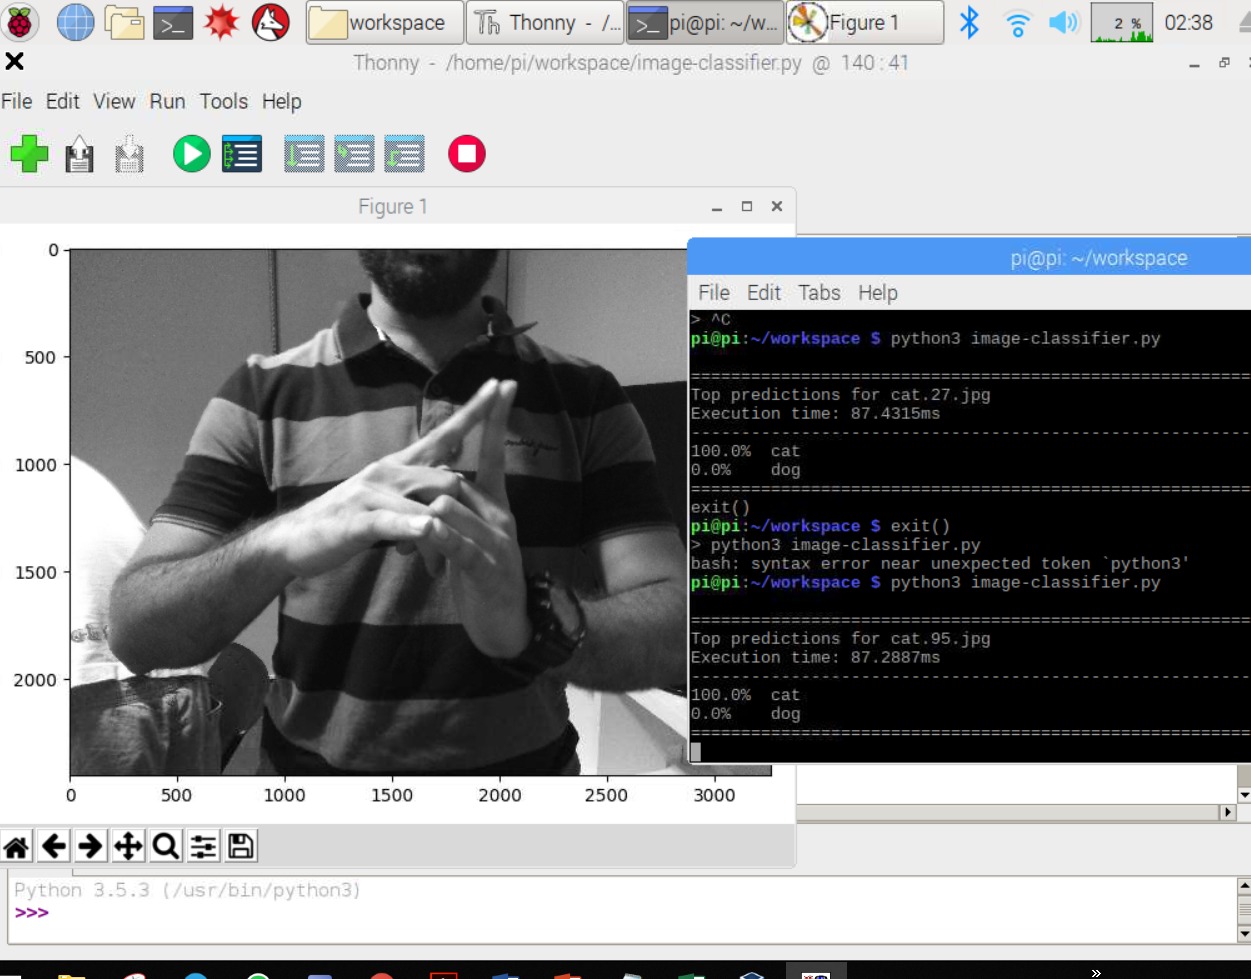 workspace
Thonny - /...
pi@pi: ~/w...
Figure 1
2 %
02:38
Thonny - /home/pi/workspace/image-classifier.py @ 140 : 41
File Edit View Run Tools Help
Figure 1
0
500
1000
1500
2000
0 500 1000 1500 2000 2500 3000
pi@pi: ~/workspace
File Edit Tabs Help
> ^C
pi@pi:~/workspace $ python3 image-classifier.py
================================================
Top predictions for cat.27.jpg
Execution time: 87.4315ms
------------------------------------------------
100.0% cat
0.0% dog
================================================
exit()
pi@pi:~/workspace $ exit()
> python3 image-classifier.py
bash: syntax error near unexpected token `python3'
pi@pi:~/workspace $ python3 image-classifier.py
================================================
Top predictions for cat.95.jpg
Execution time: 87.2887ms
------------------------------------------------
100.0% cat
0.0% dog
================================================
Python 3.5.3 (/usr/bin/python3)
>>>